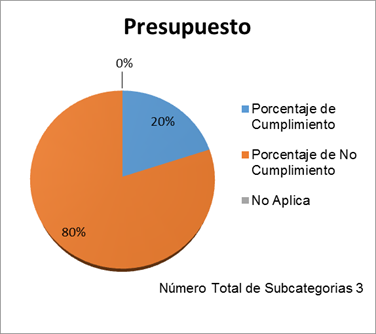 Presupuesto
0%
20%
80%
Porcentaje de
Cumplimiento
Porcentaje de No
Cumplimiento
No Aplica
Número Total de Subcategorias 3